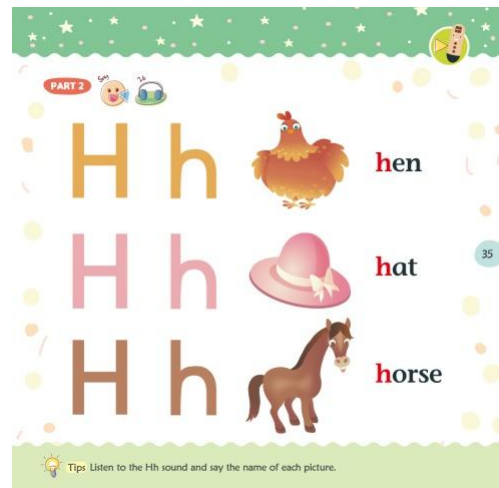 PART 2
Say
H h hen
35
H h hat
H h horse
Tips Listen to the Hh sound and say the name of each picture.